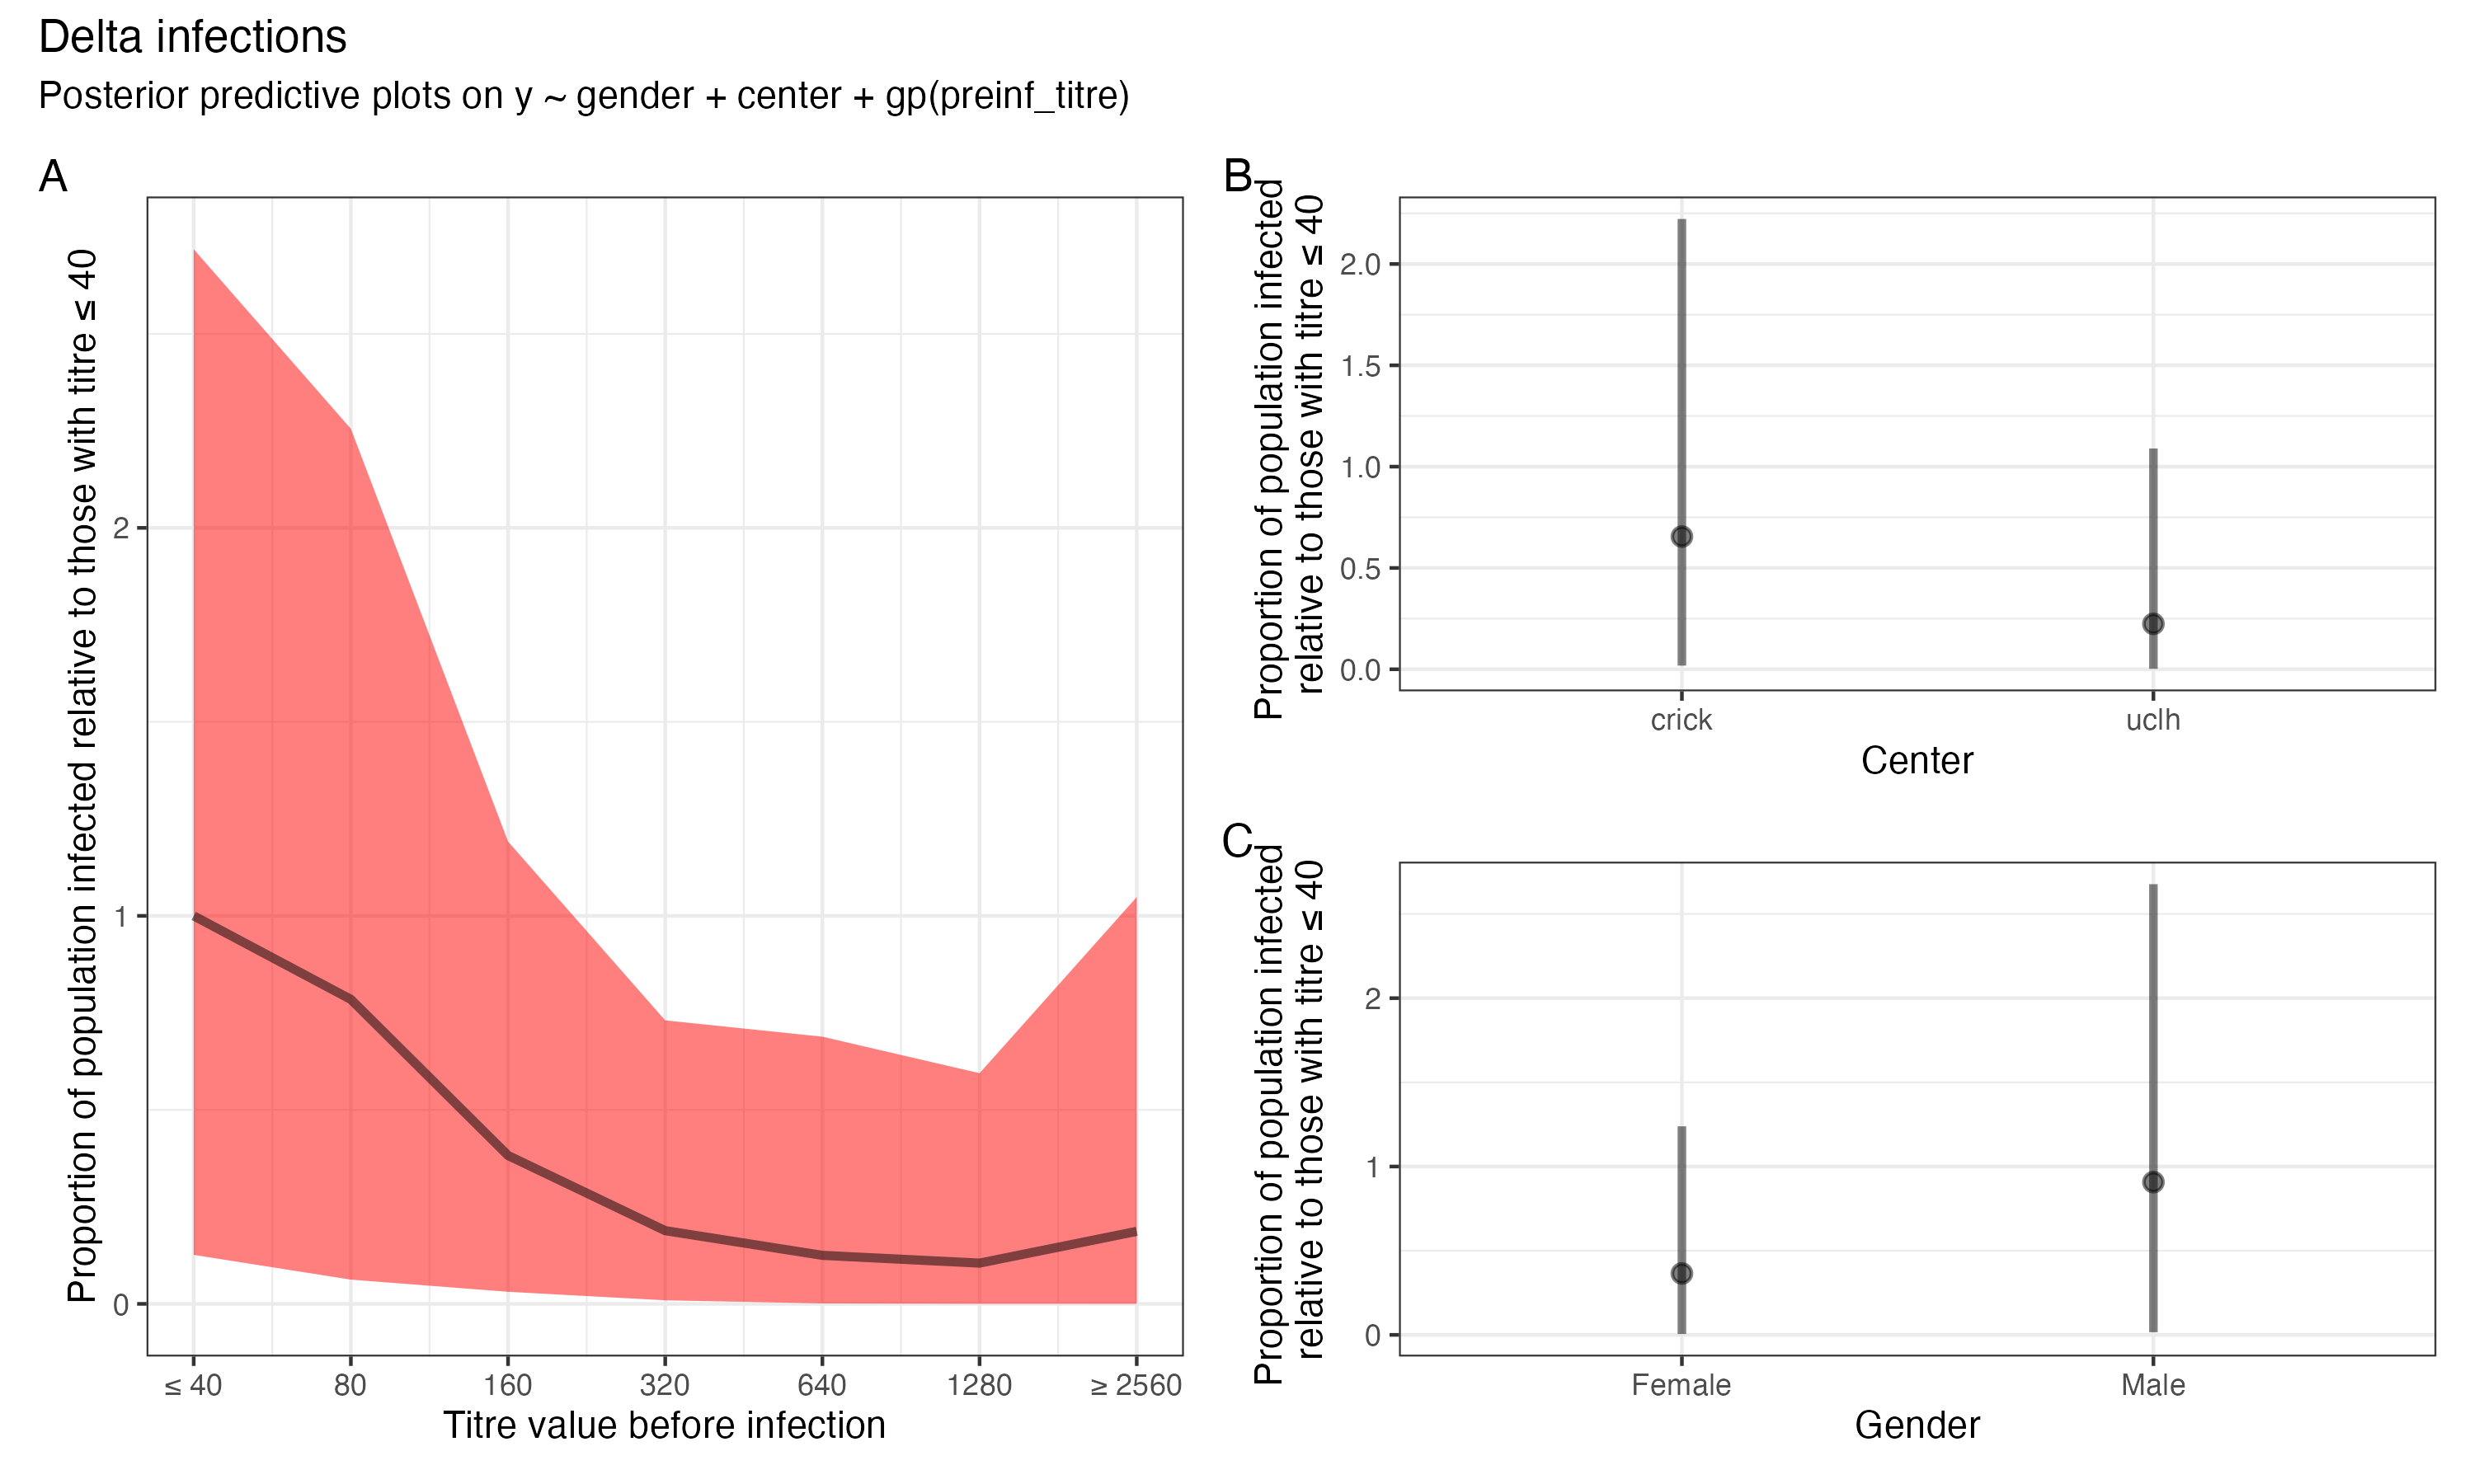 Delta infections
Posterior predictive plots on y ~ gender + center + gp(preinf_titre)
A
Proportion of population infected relative to those with titre ≤ 40
2
1
0
≤ 40 80 160 320 640 1280 ≥ 2560
Titre value before infection
B
Proportion of population infected
relative to those with titre ≤ 40
2.0
1.5
1.0
0.5
0.0
crick uclh
Center
C
Proportion of population infected
relative to those with titre ≤ 40
2
1
0
Female Male
Gender